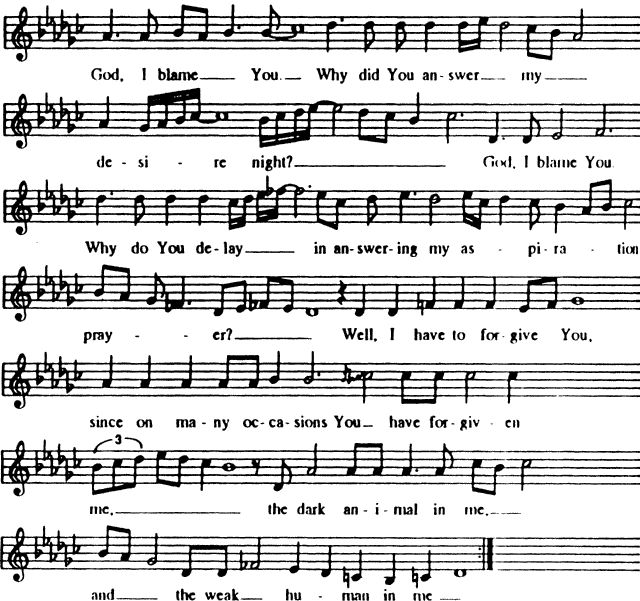 God, I blame You. Why did You an-swer my
de - si - re night? God, I blame You
Why do You de-lay in an-swer-ing my as - pi-ra - tion
pray - - er? Well, I have to for-give You,
since on ma-ny oc-ca-sions You have for-giv-en
3
me, the dark an-i-mal in me,
and the weak hu - man in me